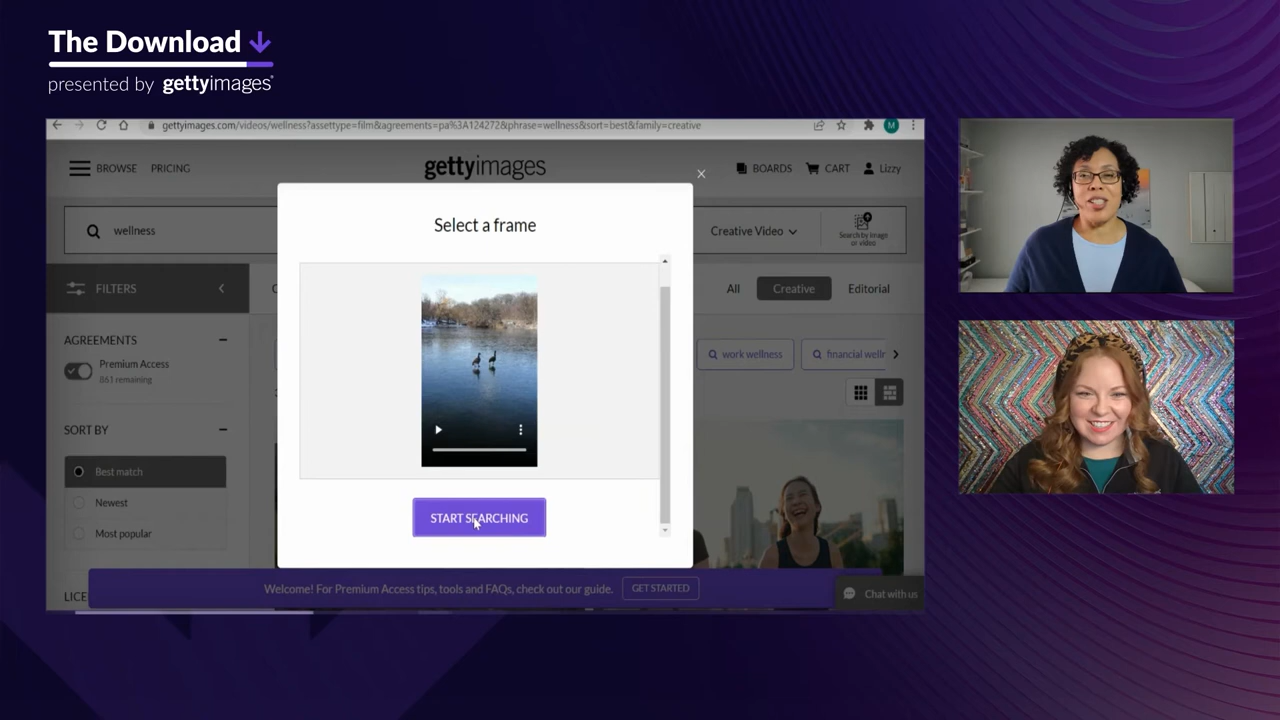 The Download
presented by gettyimages®
gettyimages.com/videos/wellness?assettype=film&agreements=pa%3A124272&phrase=wellness&sort=best&family=creative
M
BROWSE PRICING
gettyimages
BOARDS CART Lizzy
wellness
Creative Video
Search by image
or video
FILTERS
All Creative Editorial
Select a frame
AGREEMENTS
Premium Access
861 remaining
work wellness
SORT BY
Best match
Newest
Most popular
START SEARCHING
Welcome! For Premium Access tips, tools and FAQs, check out our guide. GET STARTED
Chat with us